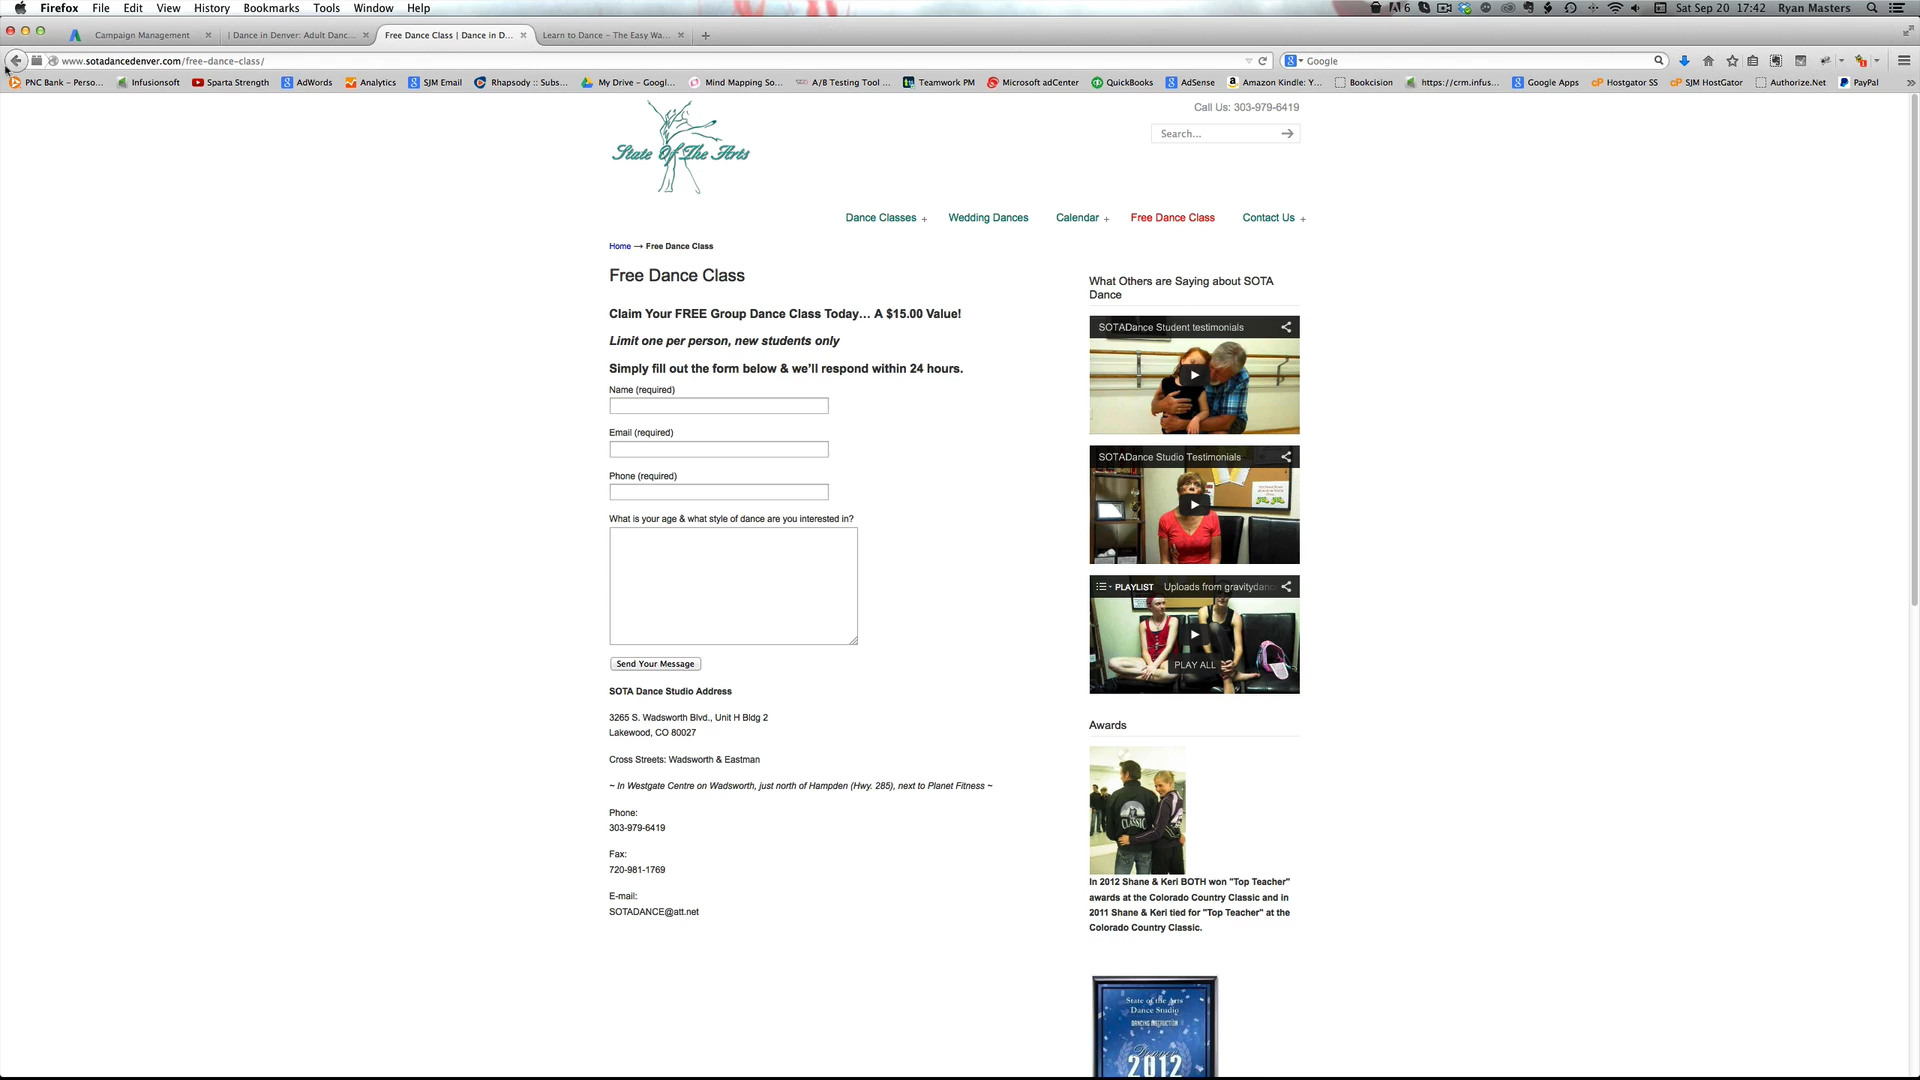 Firefox File Edit View History Bookmarks Tools Window Help
6 Sat Sep 20 17:42 Ryan Masters
Campaign Management | Dance in Denver: Adult Danc... Free Dance Class | Dance in D... Learn to Dance - The Easy Wa...
www.sotadancedenver.com/free-dance-class/ Google
PNC Bank - Perso... Infusionsoft Sparta Strength AdWords Analytics SJM Email Rhapsody :: Subs... My Drive - Googl... Mind Mapping So... A/B Testing Tool ... Teamwork PM Microsoft adCenter QuickBooks AdSense Amazon Kindle: Y... Bookcision https://crm.infus... Google Apps Hostgator SS SJM HostGator Authorize.Net PayPal
Call Us: 303-979-6419
Search...
State Of The Arts
Dance Classes + Wedding Dances Calendar + Free Dance Class Contact Us +
Home → Free Dance Class
Free Dance Class
Claim Your FREE Group Dance Class Today... A $15.00 Value!
Limit one per person, new students only
Simply fill out the form below & we'll respond within 24 hours.
Name (required)
Email (required)
Phone (required)
What is your age & what style of dance are you interested in?
Send Your Message
SOTA Dance Studio Address
3265 S. Wadsworth Blvd., Unit H Bldg 2
Lakewood, CO 80027
Cross Streets: Wadsworth & Eastman
~ In Westgate Centre on Wadsworth, just north of Hampden (Hwy. 285), next to Planet Fitness ~
Phone:
303-979-6419
Fax:
720-981-1769
E-mail:
SOTADANCE@att.net
What Others are Saying about SOTA
Dance
SOTADance Student testimonials
SOTADance Studio Testimonials
PLAYLIST Uploads from gravitydanc
PLAY ALL
Awards
CLASSIC
In 2012 Shane & Keri BOTH won "Top Teacher"
awards at the Colorado Country Classic and in
2011 Shane & Keri tied for "Top Teacher" at the
Colorado Country Classic.
State of the Arts
Dance Studio
DANCING INSTRUCTION
Denver
2012